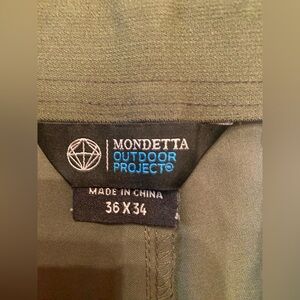 MONDETTA
OUTDOOR
PROJECT®
MADE IN CHINA
36 X 34